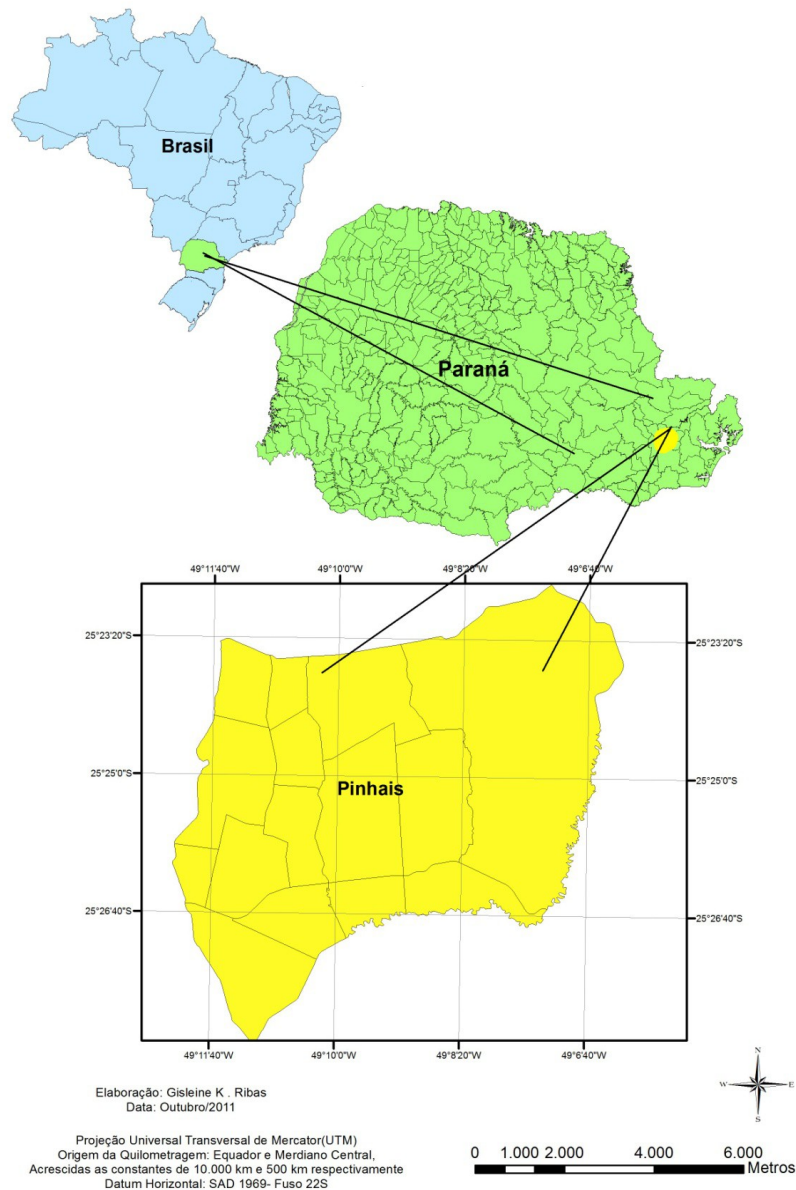 Brasil
Paraná
49°11'40"W 49°10'0"W 49°8'20"W 49°6'40"W
25°23'20"S 25°23'20"S
25°25'0"S 25°25'0"S
Pinhais
25°26'40"S 25°26'40"S
49°11'40"W 49°10'0"W 49°8'20"W 49°6'40"W
N
W E
S
Elaboração: Gisleine K . Ribas
Data: Outubro/2011
Projeção Universal Transversal de Mercator(UTM)
Origem da Quilometragem: Equador e Merdiano Central,
Acrescidas as constantes de 10.000 km e 500 km respectivamente
Datum Horizontal: SAD 1969- Fuso 22S
0 1.000 2.000 4.000 6.000
Metros